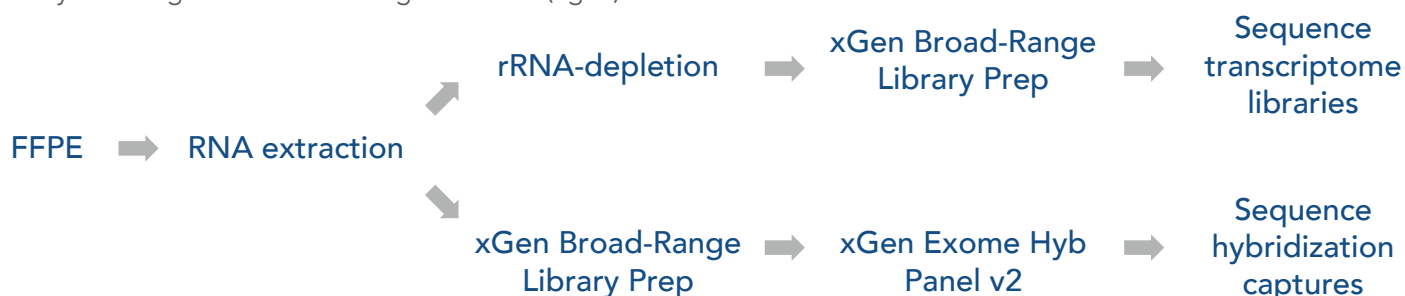 FFPE
RNA extraction
rRNA-depletion
xGen Broad-Range
Library Prep
Sequence
transcriptome
libraries
xGen Broad-Range
Library Prep
xGen Exome Hyb
Panel v2
Sequence
hybridization
captures